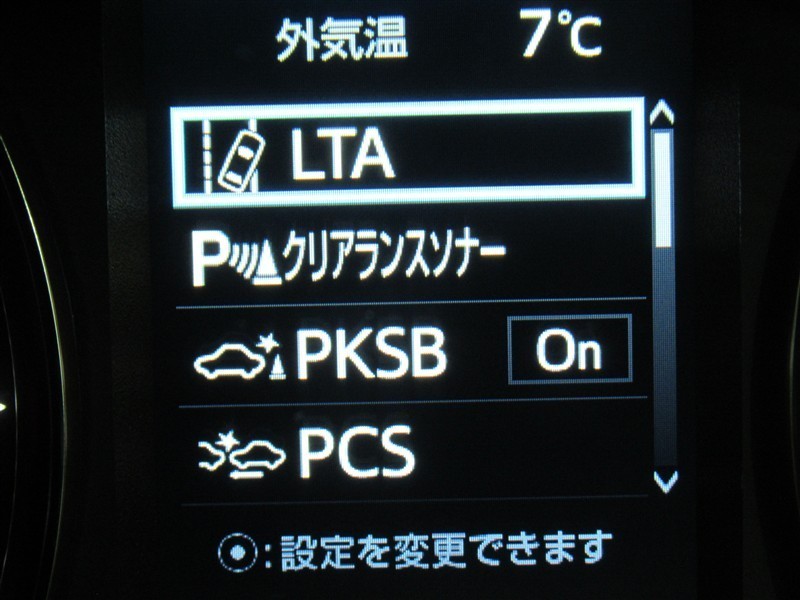 外気温 7℃
LTA
P クリアランスソナー
PKSB On
PCS
:設定を変更できます